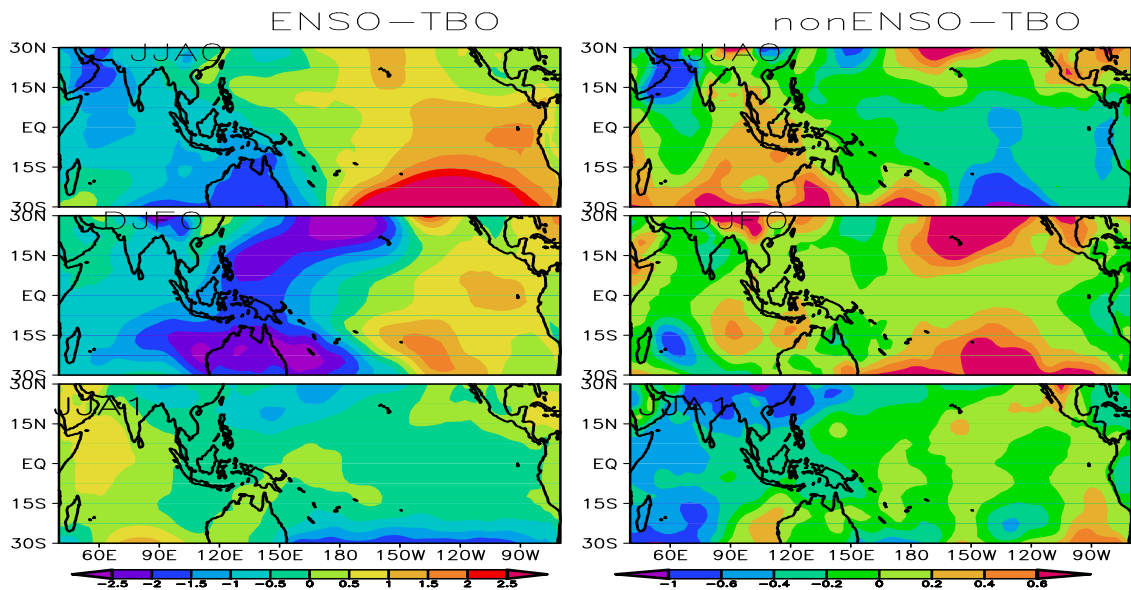 ENSO−TBO nonENSO−TBO
30N JJAO 30N JJAO
15N 15N
EQ EQ
15S 15S
30S 30S
30N DJFO 30N DJFO
15N 15N
EQ EQ
15S 15S
30S 30S
30N 30N
JJA1 JJA1
15N 15N
EQ EQ
15S 15S
30S 30S
60E 90E 120E 150E 180 150W 120W 90W 60E 90E 120E 150E 180 150W 120W 90W
−2.5 −2 −1.5 −1 −0.5 0 0.5 1 1.5 2 2.5 −1 −0.6 −0.4 −0.2 0 0.2 0.4 0.6